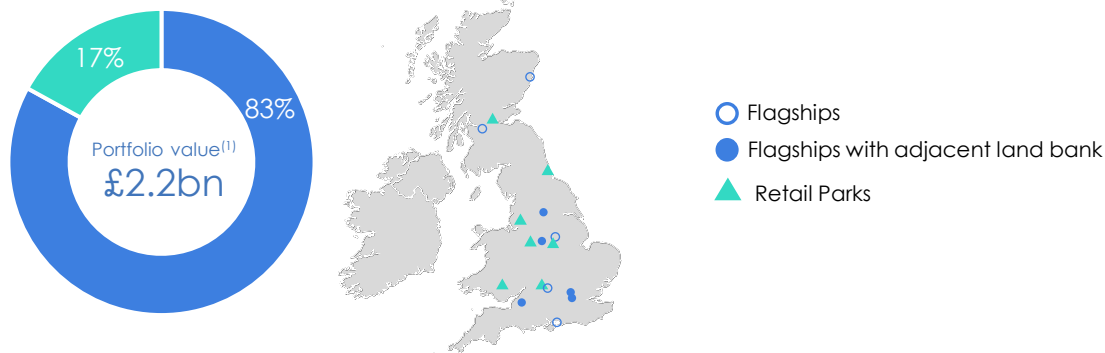 17%
83%
Portfolio value(1)
£2.2bn
Flagships
Flagships with adjacent land bank
Retail Parks